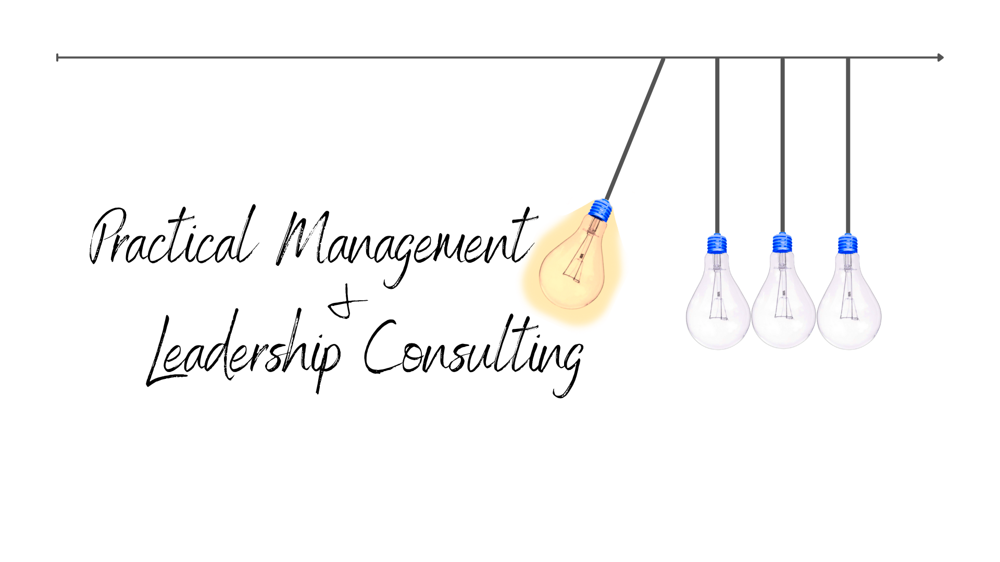 Practical Management
&
Leadership Consulting